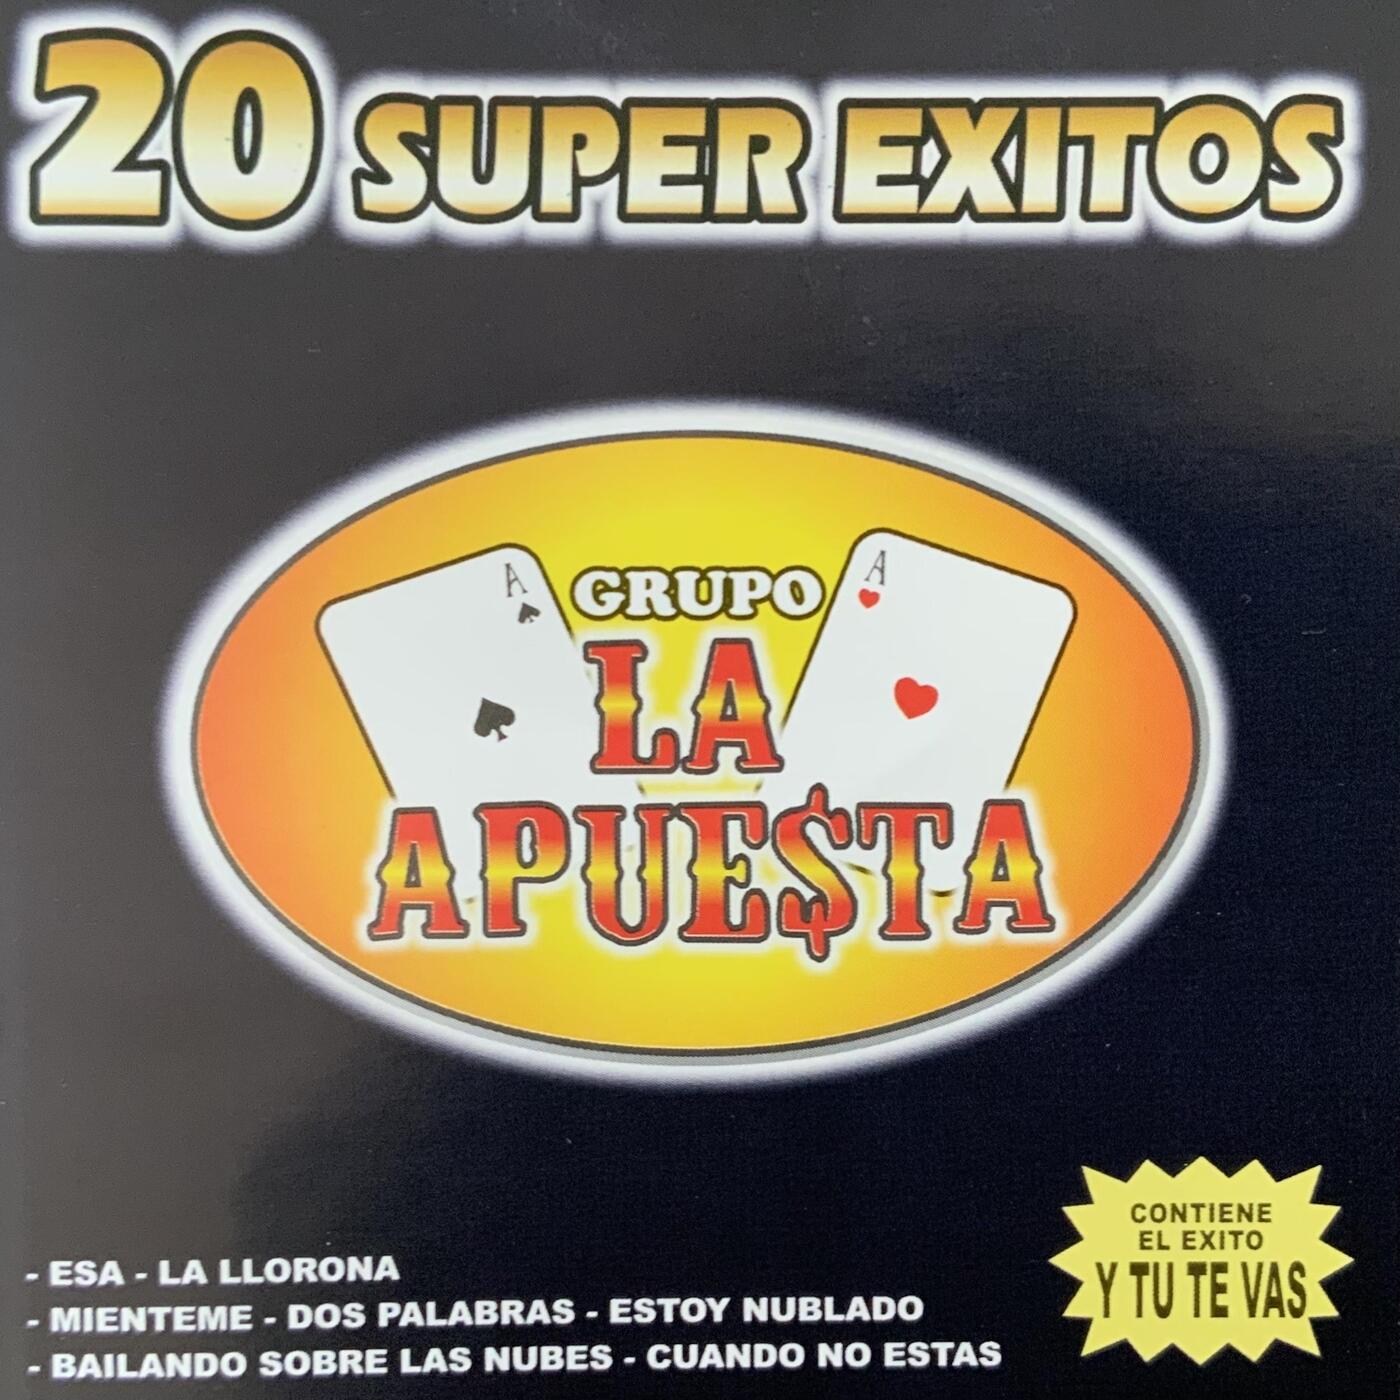 20 SUPER EXITOS
A
A
GRUPO
LA
APUE$TA
CONTIENE
EL EXITO
Y TU TE VAS
- ESA - LA LLORONA
- MIENTEME - DOS PALABRAS - ESTOY NUBLADO
- BAILANDO SOBRE LAS NUBES - CUANDO NO ESTAS